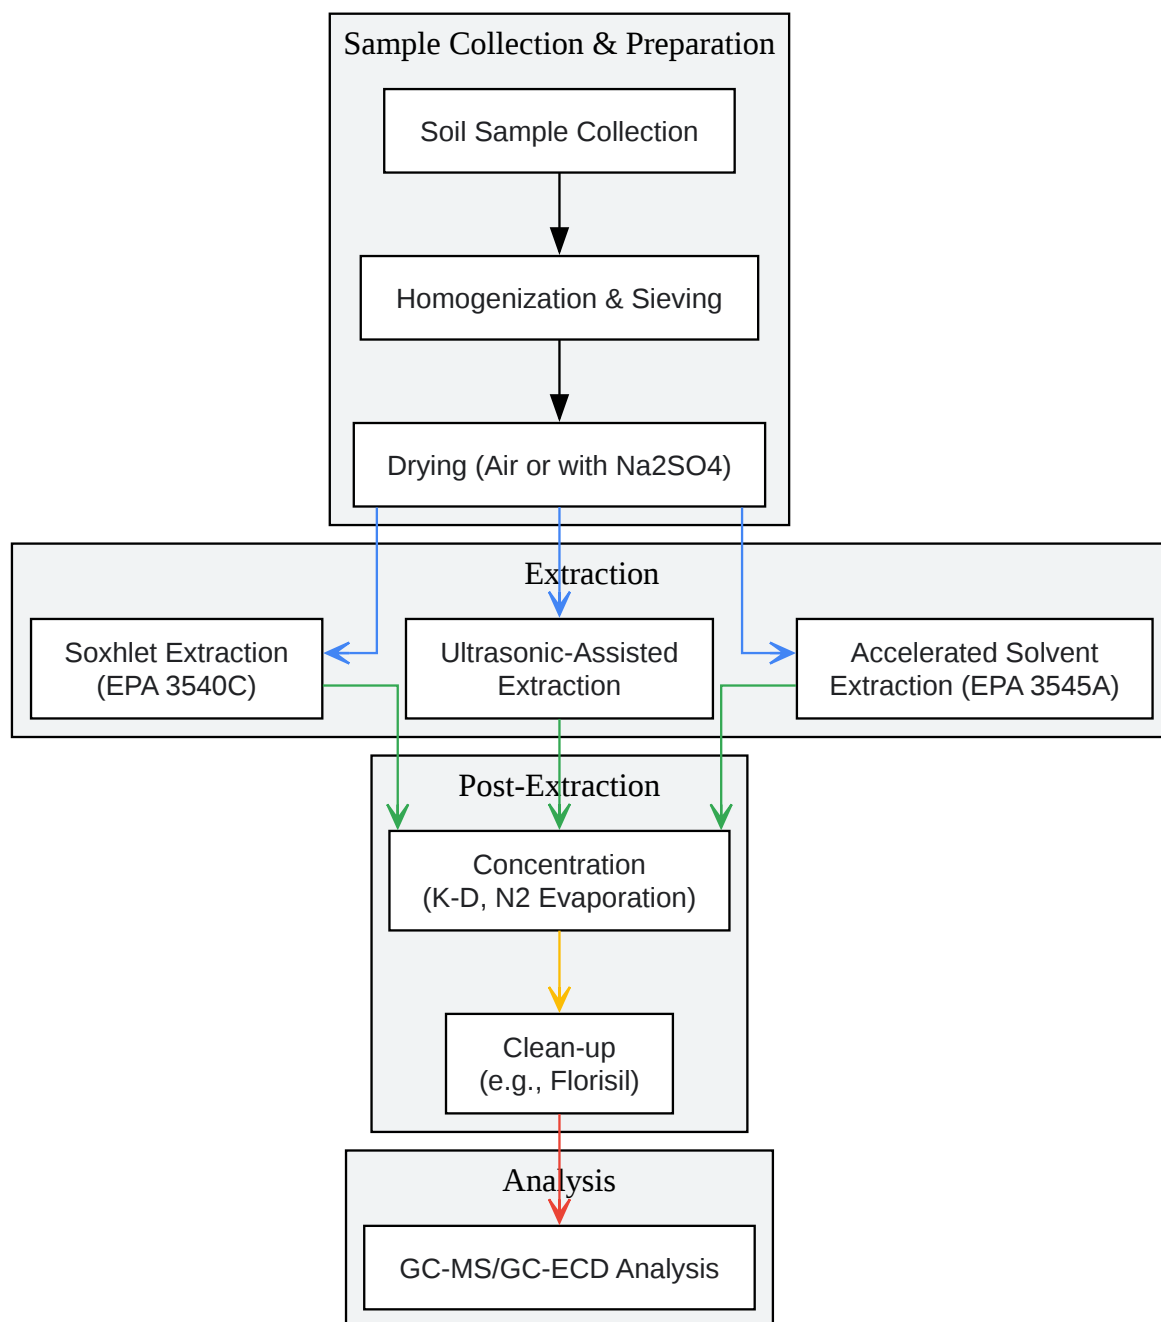 Sample Collection & Preparation
Soil Sample Collection
Homogenization & Sieving
Drying (Air or with Na2SO4)
Extraction
Soxhlet Extraction
(EPA 3540C)
Ultrasonic-Assisted
Extraction
Accelerated Solvent
Extraction (EPA 3545A)
Post-Extraction
Concentration
(K-D, N2 Evaporation)
Clean-up
(e.g., Florisil)
Analysis
GC-MS/GC-ECD Analysis